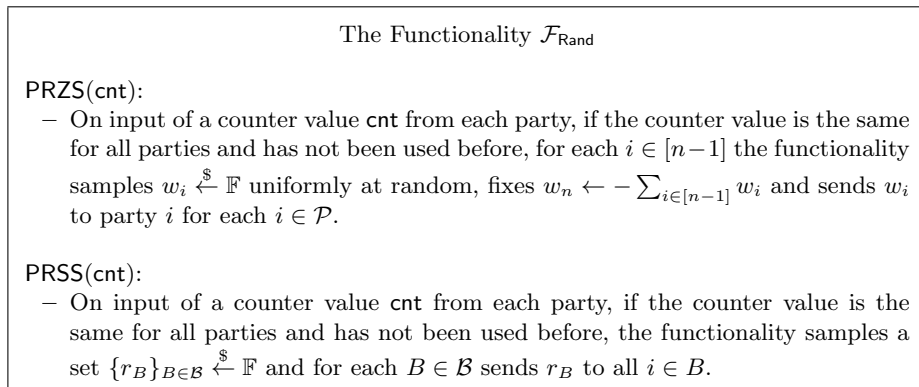 The Functionality 𝓕_Rand
PRZS(cnt):
– On input of a counter value cnt from each party, if the counter value is the same
for all parties and has not been used before, for each i ∈ [n−1] the functionality
samples w_i ←$ 𝔽 uniformly at random, fixes w_n ← − ∑_{i∈[n−1]} w_i and sends w_i
to party i for each i ∈ 𝒫.
PRSS(cnt):
– On input of a counter value cnt from each party, if the counter value is the
same for all parties and has not been used before, the functionality samples a
set {r_B}_{B∈ℬ} ←$ 𝔽 and for each B ∈ ℬ sends r_B to all i ∈ B.